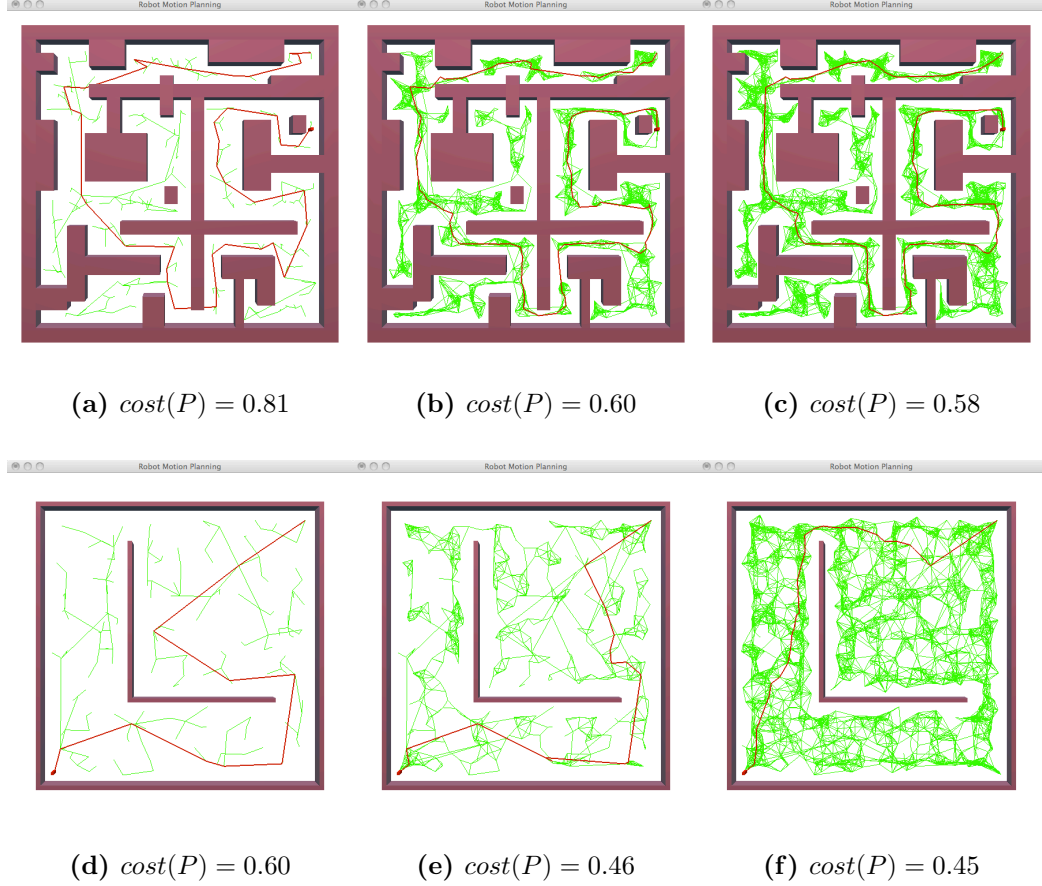 Robot Motion Planning
Robot Motion Planning
Robot Motion Planning
(a) cost(P) = 0.81
(b) cost(P) = 0.60
(c) cost(P) = 0.58
Robot Motion Planning
Robot Motion Planning
Robot Motion Planning
(d) cost(P) = 0.60
(e) cost(P) = 0.46
(f) cost(P) = 0.45